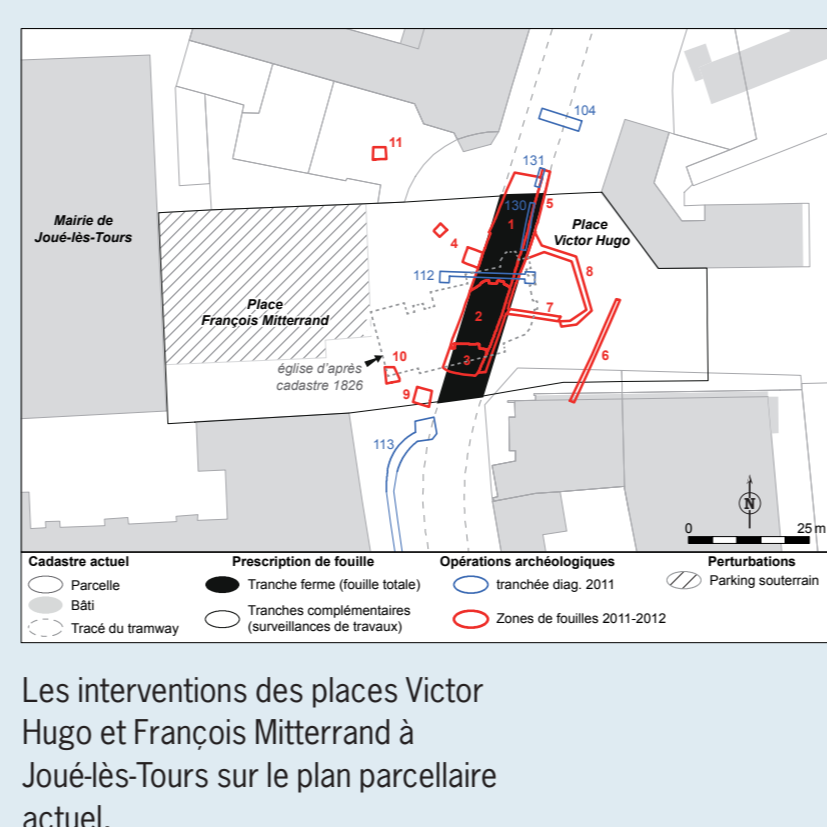 104
11
131
130
5
1
Mairie de
Joué-lès-Tours
Place
Victor Hugo
4
8
112
Place
François Mitterrand
7
2
10
3
6
église d'après
cadastre 1826
9
113
N
0 25 m
Cadastre actuel
Parcelle
Bâti
Tracé du tramway
Prescription de fouille
Tranche ferme (fouille totale)
Tranches complémentaires
(surveillances de travaux)
Opérations archéologiques
tranchée diag. 2011
Zones de fouilles 2011-2012
Perturbations
Parking souterrain
Les interventions des places Victor
Hugo et François Mitterrand à
Joué-lès-Tours sur le plan parcellaire
actuel.